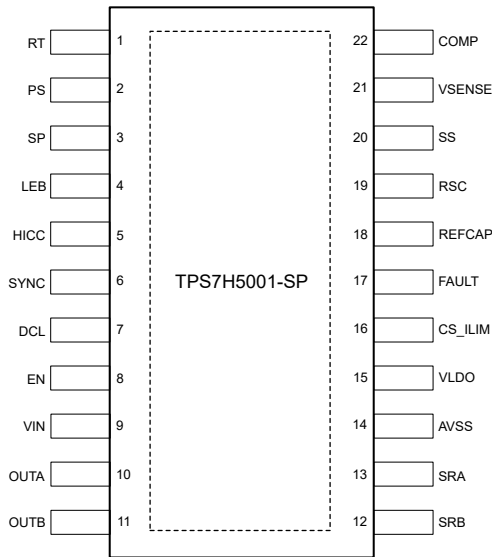 RT 1 22 COMP
PS 2 21 VSENSE
SP 3 20 SS
LEB 4 19 RSC
HICC 5 18 REFCAP
SYNC 6 TPS7H5001-SP 17 FAULT
DCL 7 16 CS_ILIM
EN 8 15 VLDO
VIN 9 14 AVSS
OUTA 10 13 SRA
OUTB 11 12 SRB